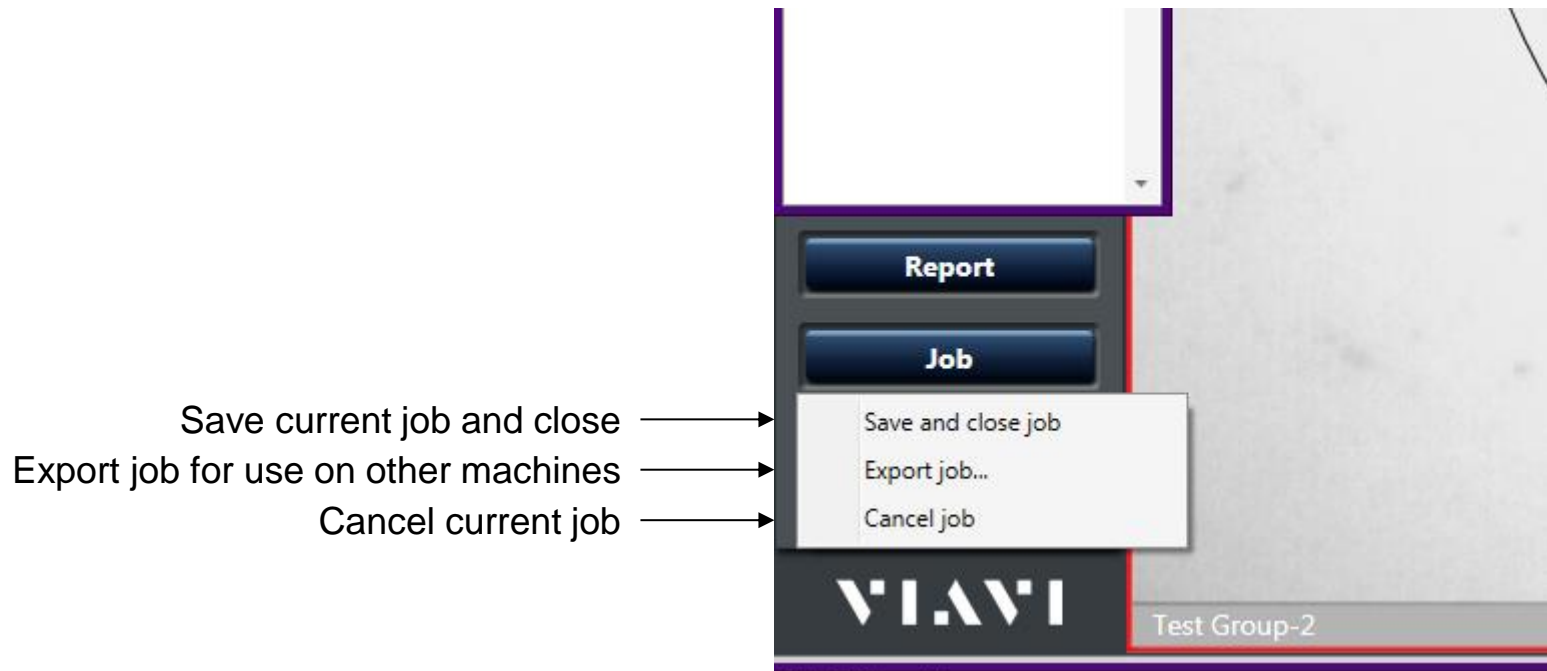 Report
Job
Save current job and close
Save and close job
Export job for use on other machines
Export job...
Cancel current job
Cancel job
VIAVI
Test Group-2